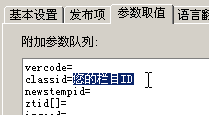 基本设置 发布项 参数取值 语言翻
附加参数队列:
vercode=
classid=您的栏目ID
newstempid=
ztid[]=